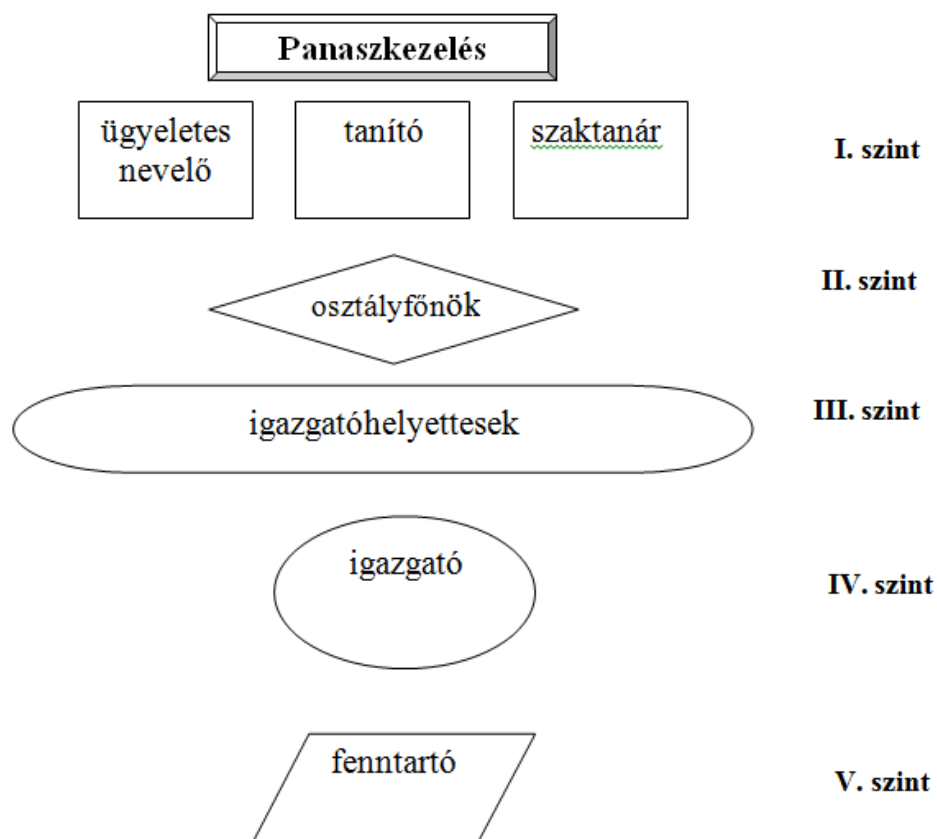 Panaszkezelés
ügyeletes
nevelő
tanító
szaktanár
I. szint
osztályfőnök
II. szint
igazgatóhelyettesek
III. szint
igazgató
IV. szint
fenntartó
V. szint